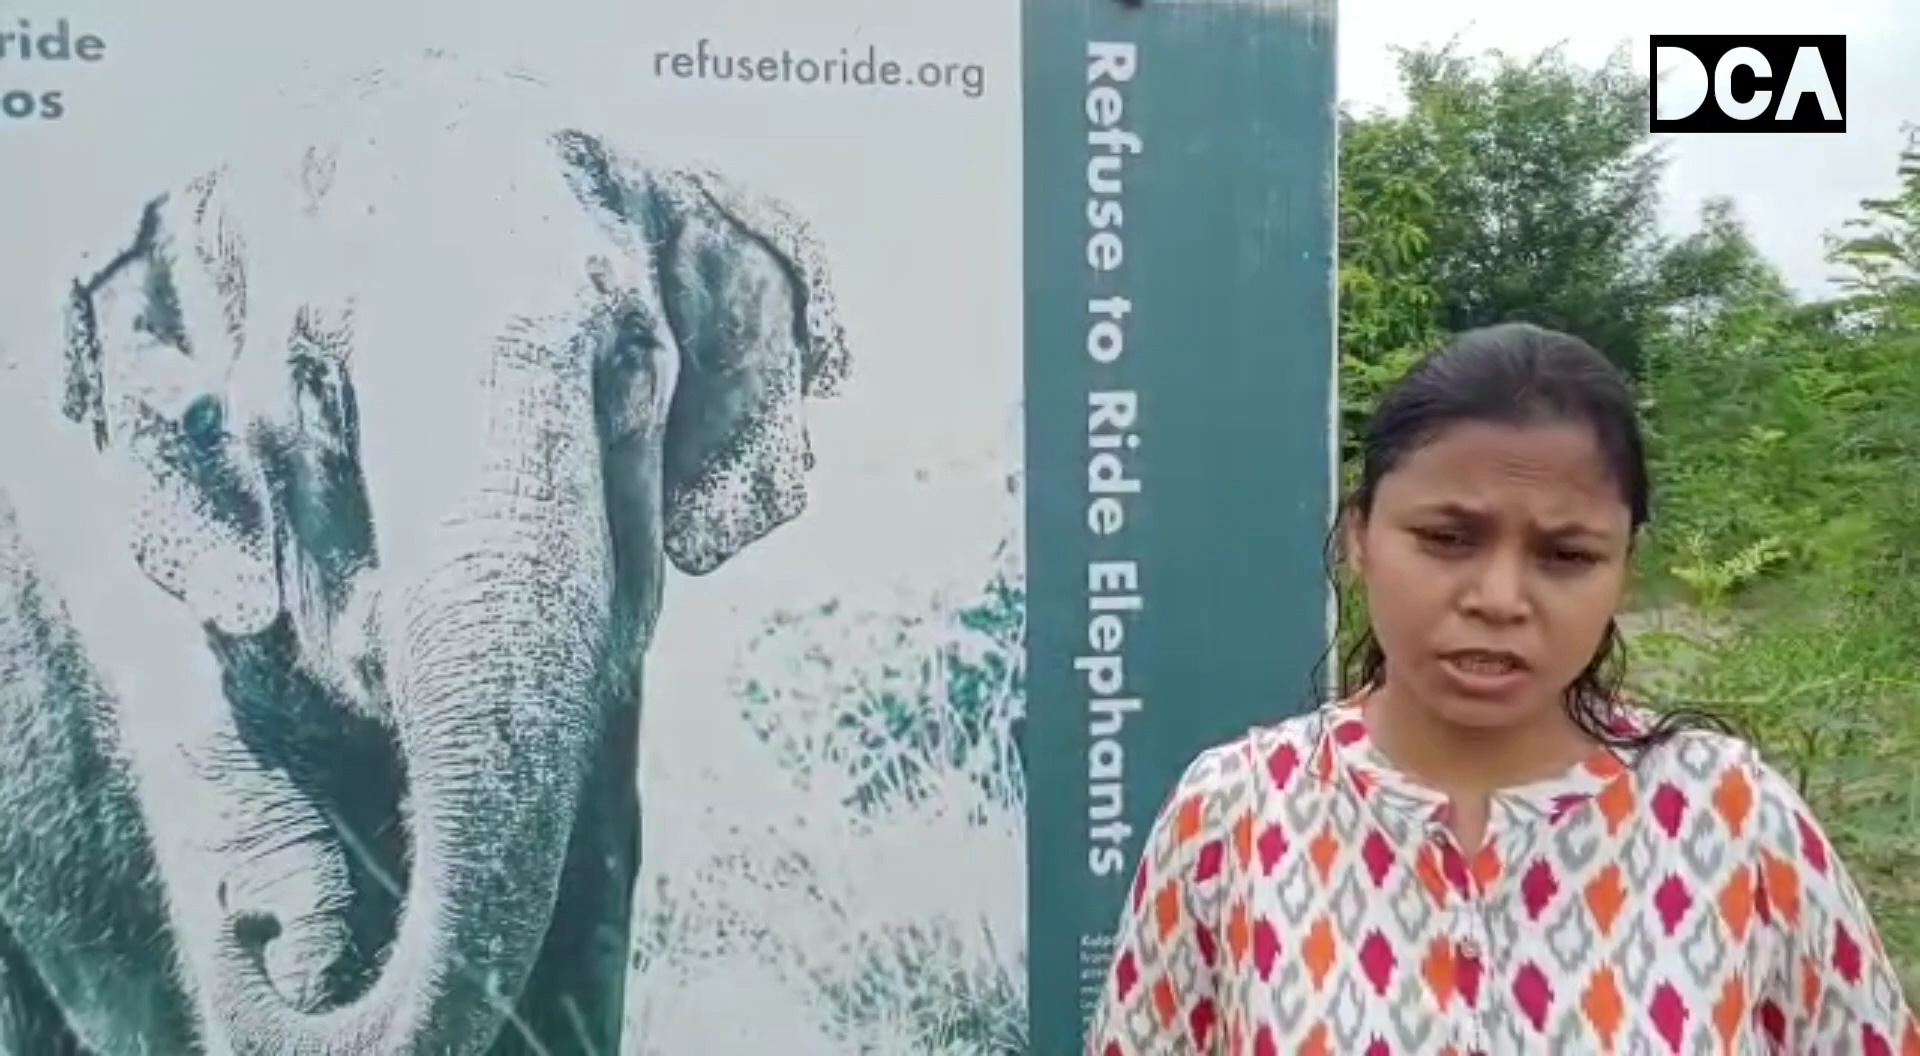 ride
os
refusetoride.org
Refuse to Ride Elephants
DCA